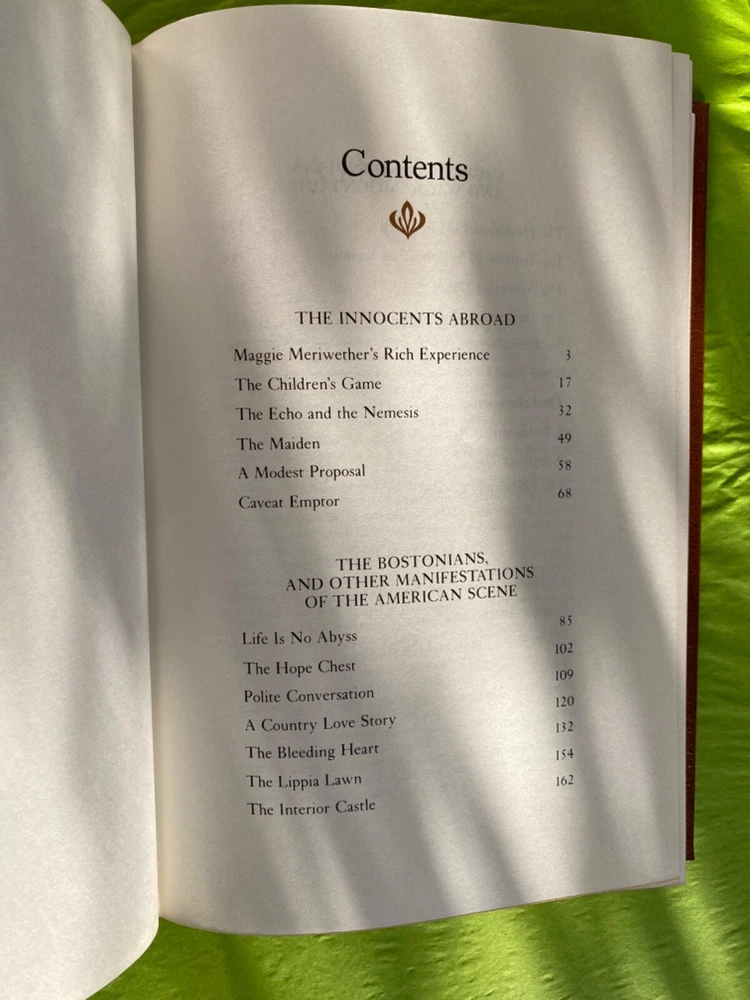 Contents
THE INNOCENTS ABROAD
Maggie Meriwether's Rich Experience 3
The Children's Game 17
The Echo and the Nemesis 32
The Maiden 49
A Modest Proposal 58
Caveat Emptor 68
THE BOSTONIANS,
AND OTHER MANIFESTATIONS
OF THE AMERICAN SCENE
Life Is No Abyss 85
The Hope Chest 102
Polite Conversation 109
A Country Love Story 120
The Bleeding Heart 132
The Lippia Lawn 154
The Interior Castle 162